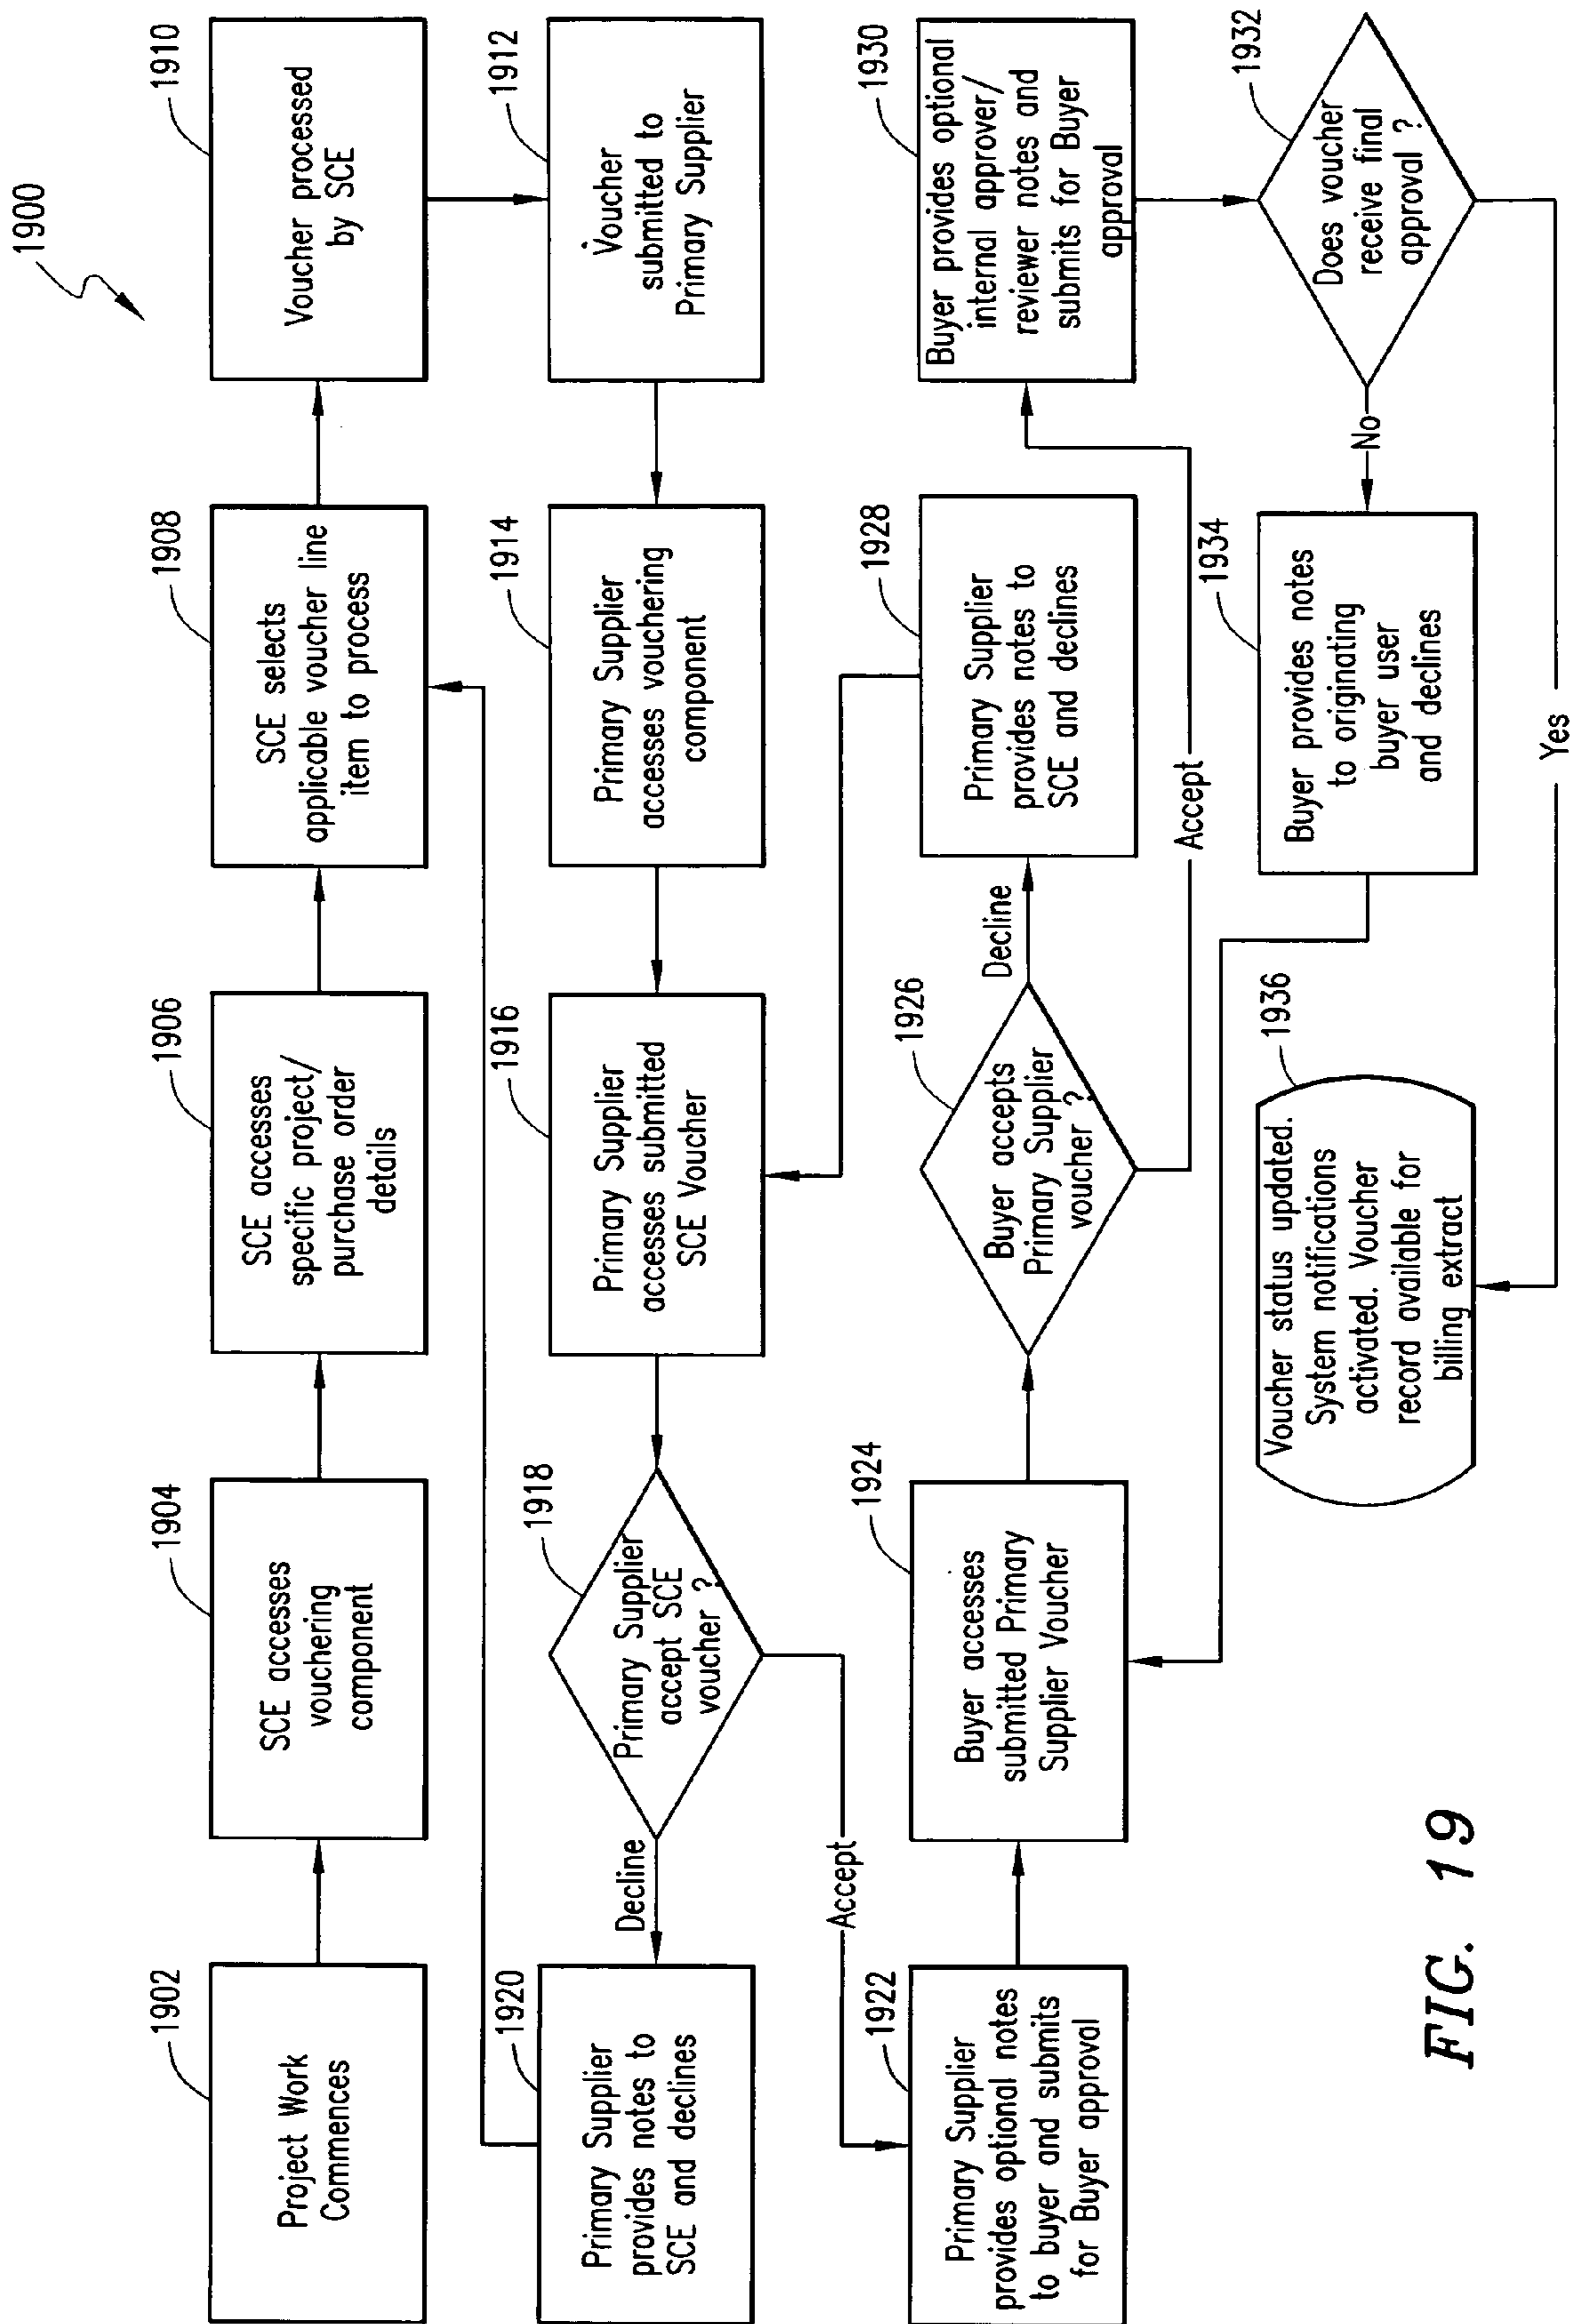 1900
1902
Project Work
Commences
1904
SCE accesses
vouchering
component
1906
SCE accesses
specific project/
purchase order
details
1908
SCE selects
applicable voucher line
item to process
1910
Voucher processed
by SCE
1912
Voucher
submitted to
Primary Supplier
1914
Primary Supplier
accesses vouchering
component
1916
Primary Supplier
accesses submitted
SCE Voucher
1918
Primary Supplier
accept SCE
voucher ?
Decline
Accept
1920
Primary Supplier
provides notes to
SCE and declines
1922
Primary Supplier
provides optional notes
to buyer and submits
for Buyer approval
1924
Buyer accesses
submitted Primary
Supplier Voucher
1926
Buyer accepts
Primary Supplier
voucher ?
Decline
Accept
1928
Primary Supplier
provides notes to
SCE and declines
1930
Buyer provides optional
internal approver/
reviewer notes and
submits for Buyer
approval
1932
Does voucher
receive final
approval ?
No
Yes
1934
Buyer provides notes
to originating
buyer user
and declines
1936
Voucher status updated.
System notifications
activated. Voucher
record available for
billing extract
FIG. 19